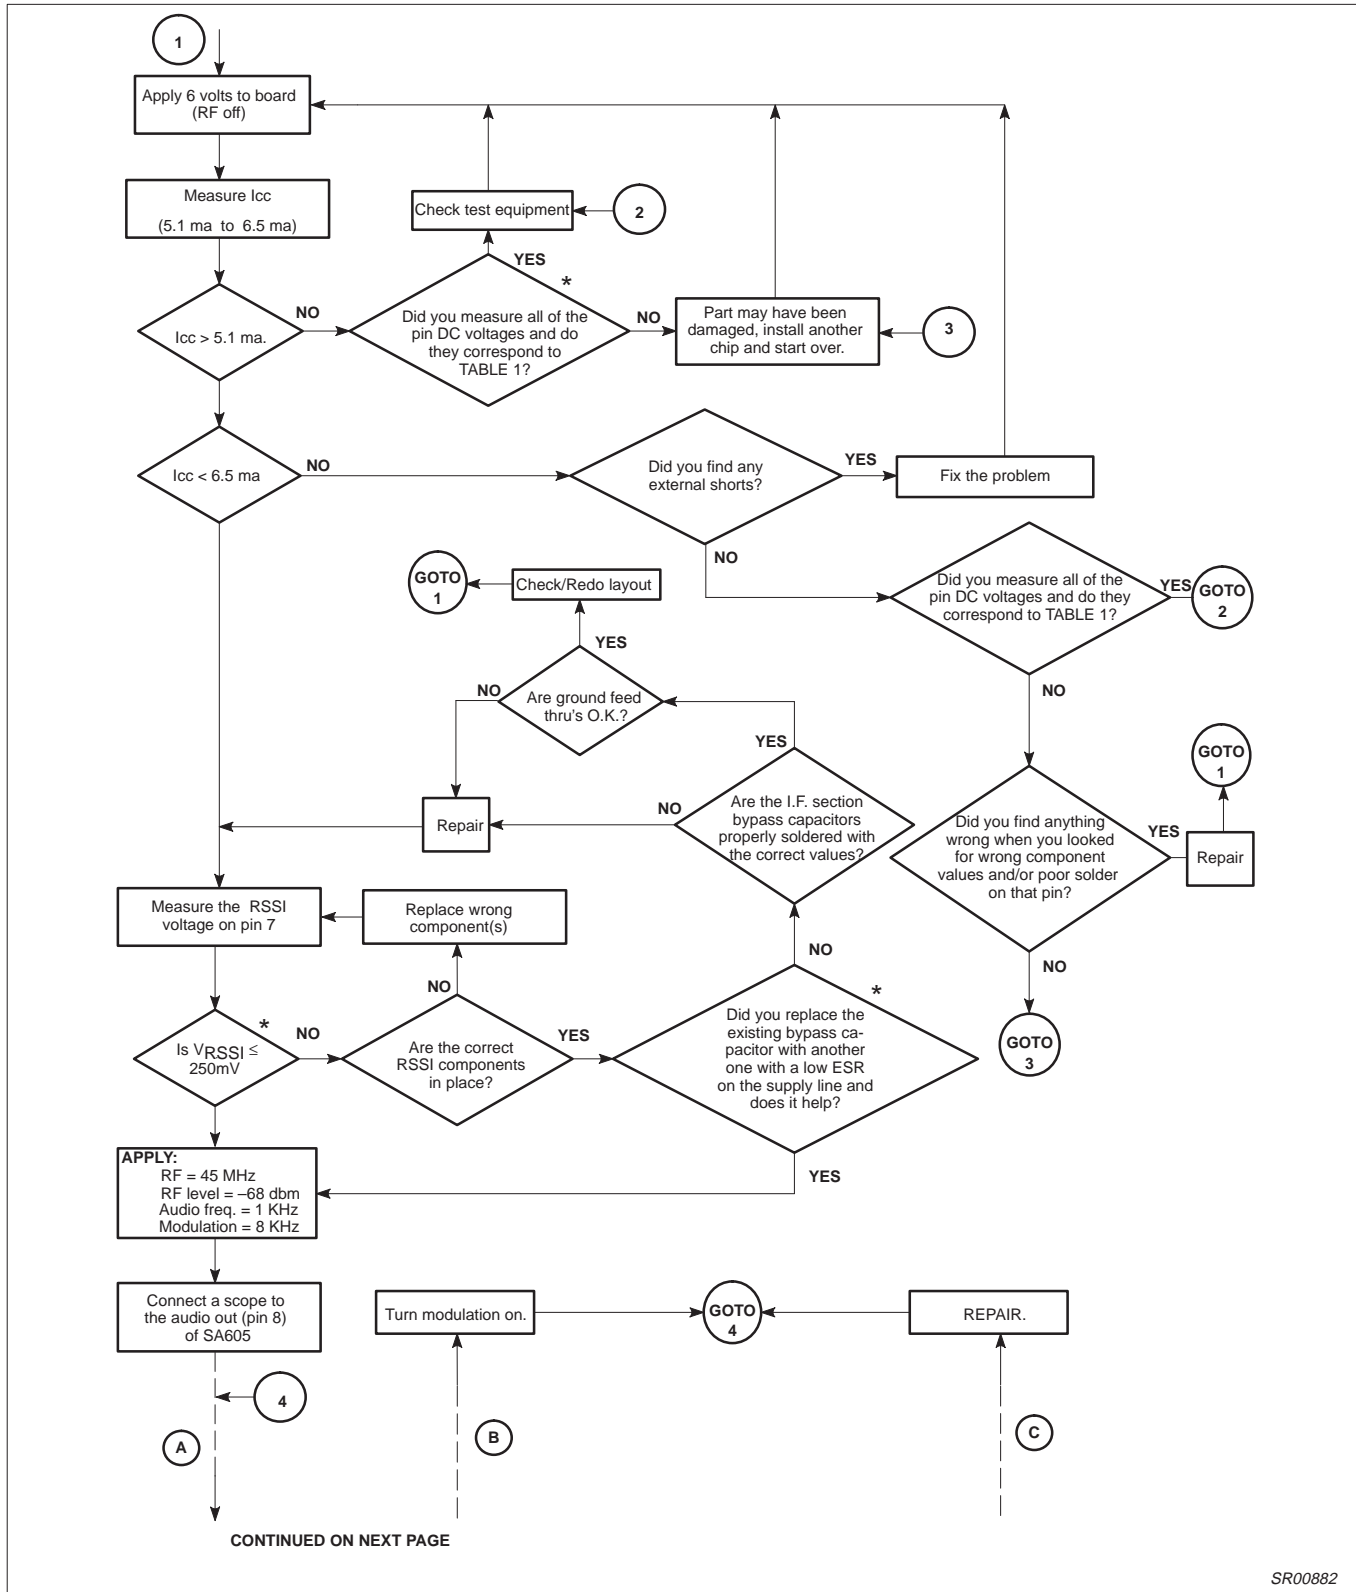 1
Apply 6 volts to board
(RF off)
Measure Icc
(5.1 ma to 6.5 ma)
Check test equipment
2
YES
*
Icc > 5.1 ma.
NO
Did you measure all of the
pin DC voltages and do
they correspond to
TABLE 1?
NO
Part may have been
damaged, install another
chip and start over.
3
Icc < 6.5 ma
NO
Did you find any
external shorts?
YES
Fix the problem
NO
GOTO
1
Check/Redo layout
Did you measure all of the
pin DC voltages and do they
correspond to TABLE 1?
YES
GOTO
2
YES
NO
Are ground feed
thru's O.K.?
NO
YES
GOTO
1
Repair
NO
Are the I.F. section
bypass capacitors
properly soldered with
the correct values?
Did you find anything
wrong when you looked
for wrong component
values and/or poor solder
on that pin?
YES
Repair
Measure the RSSI
voltage on pin 7
Replace wrong
component(s)
NO
NO
NO
*
*
Is VRSSI ≤
250mV
NO
Are the correct
RSSI components
in place?
YES
Did you replace the
existing bypass ca-
pacitor with another
one with a low ESR
on the supply line and
does it help?
GOTO
3
APPLY:
RF = 45 MHz
RF level = –68 dbm
Audio freq. = 1 KHz
Modulation = 8 KHz
YES
Connect a scope to
the audio out (pin 8)
of SA605
Turn modulation on.
GOTO
4
REPAIR.
4
A
B
C
CONTINUED ON NEXT PAGE
SR00882